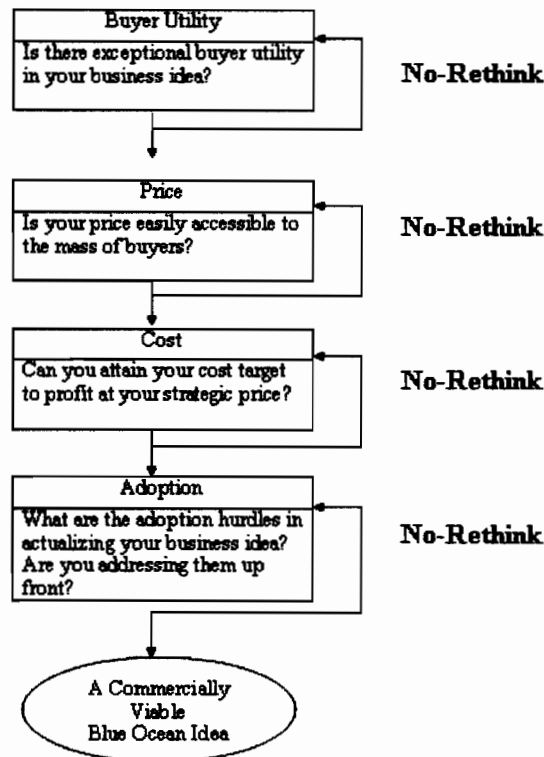 Buyer Utility
Is there exceptional buyer utility
in your business idea?
No-Rethink
Price
Is your price easily accessible to
the mass of buyers?
No-Rethink
Cost
Can you attain your cost target
to profit at your strategic price?
No-Rethink
Adoption
What are the adoption hurdles in
actualizing your business idea?
Are you addressing them up
front?
No-Rethink
A Commercially
Viable
Blue Ocean Idea